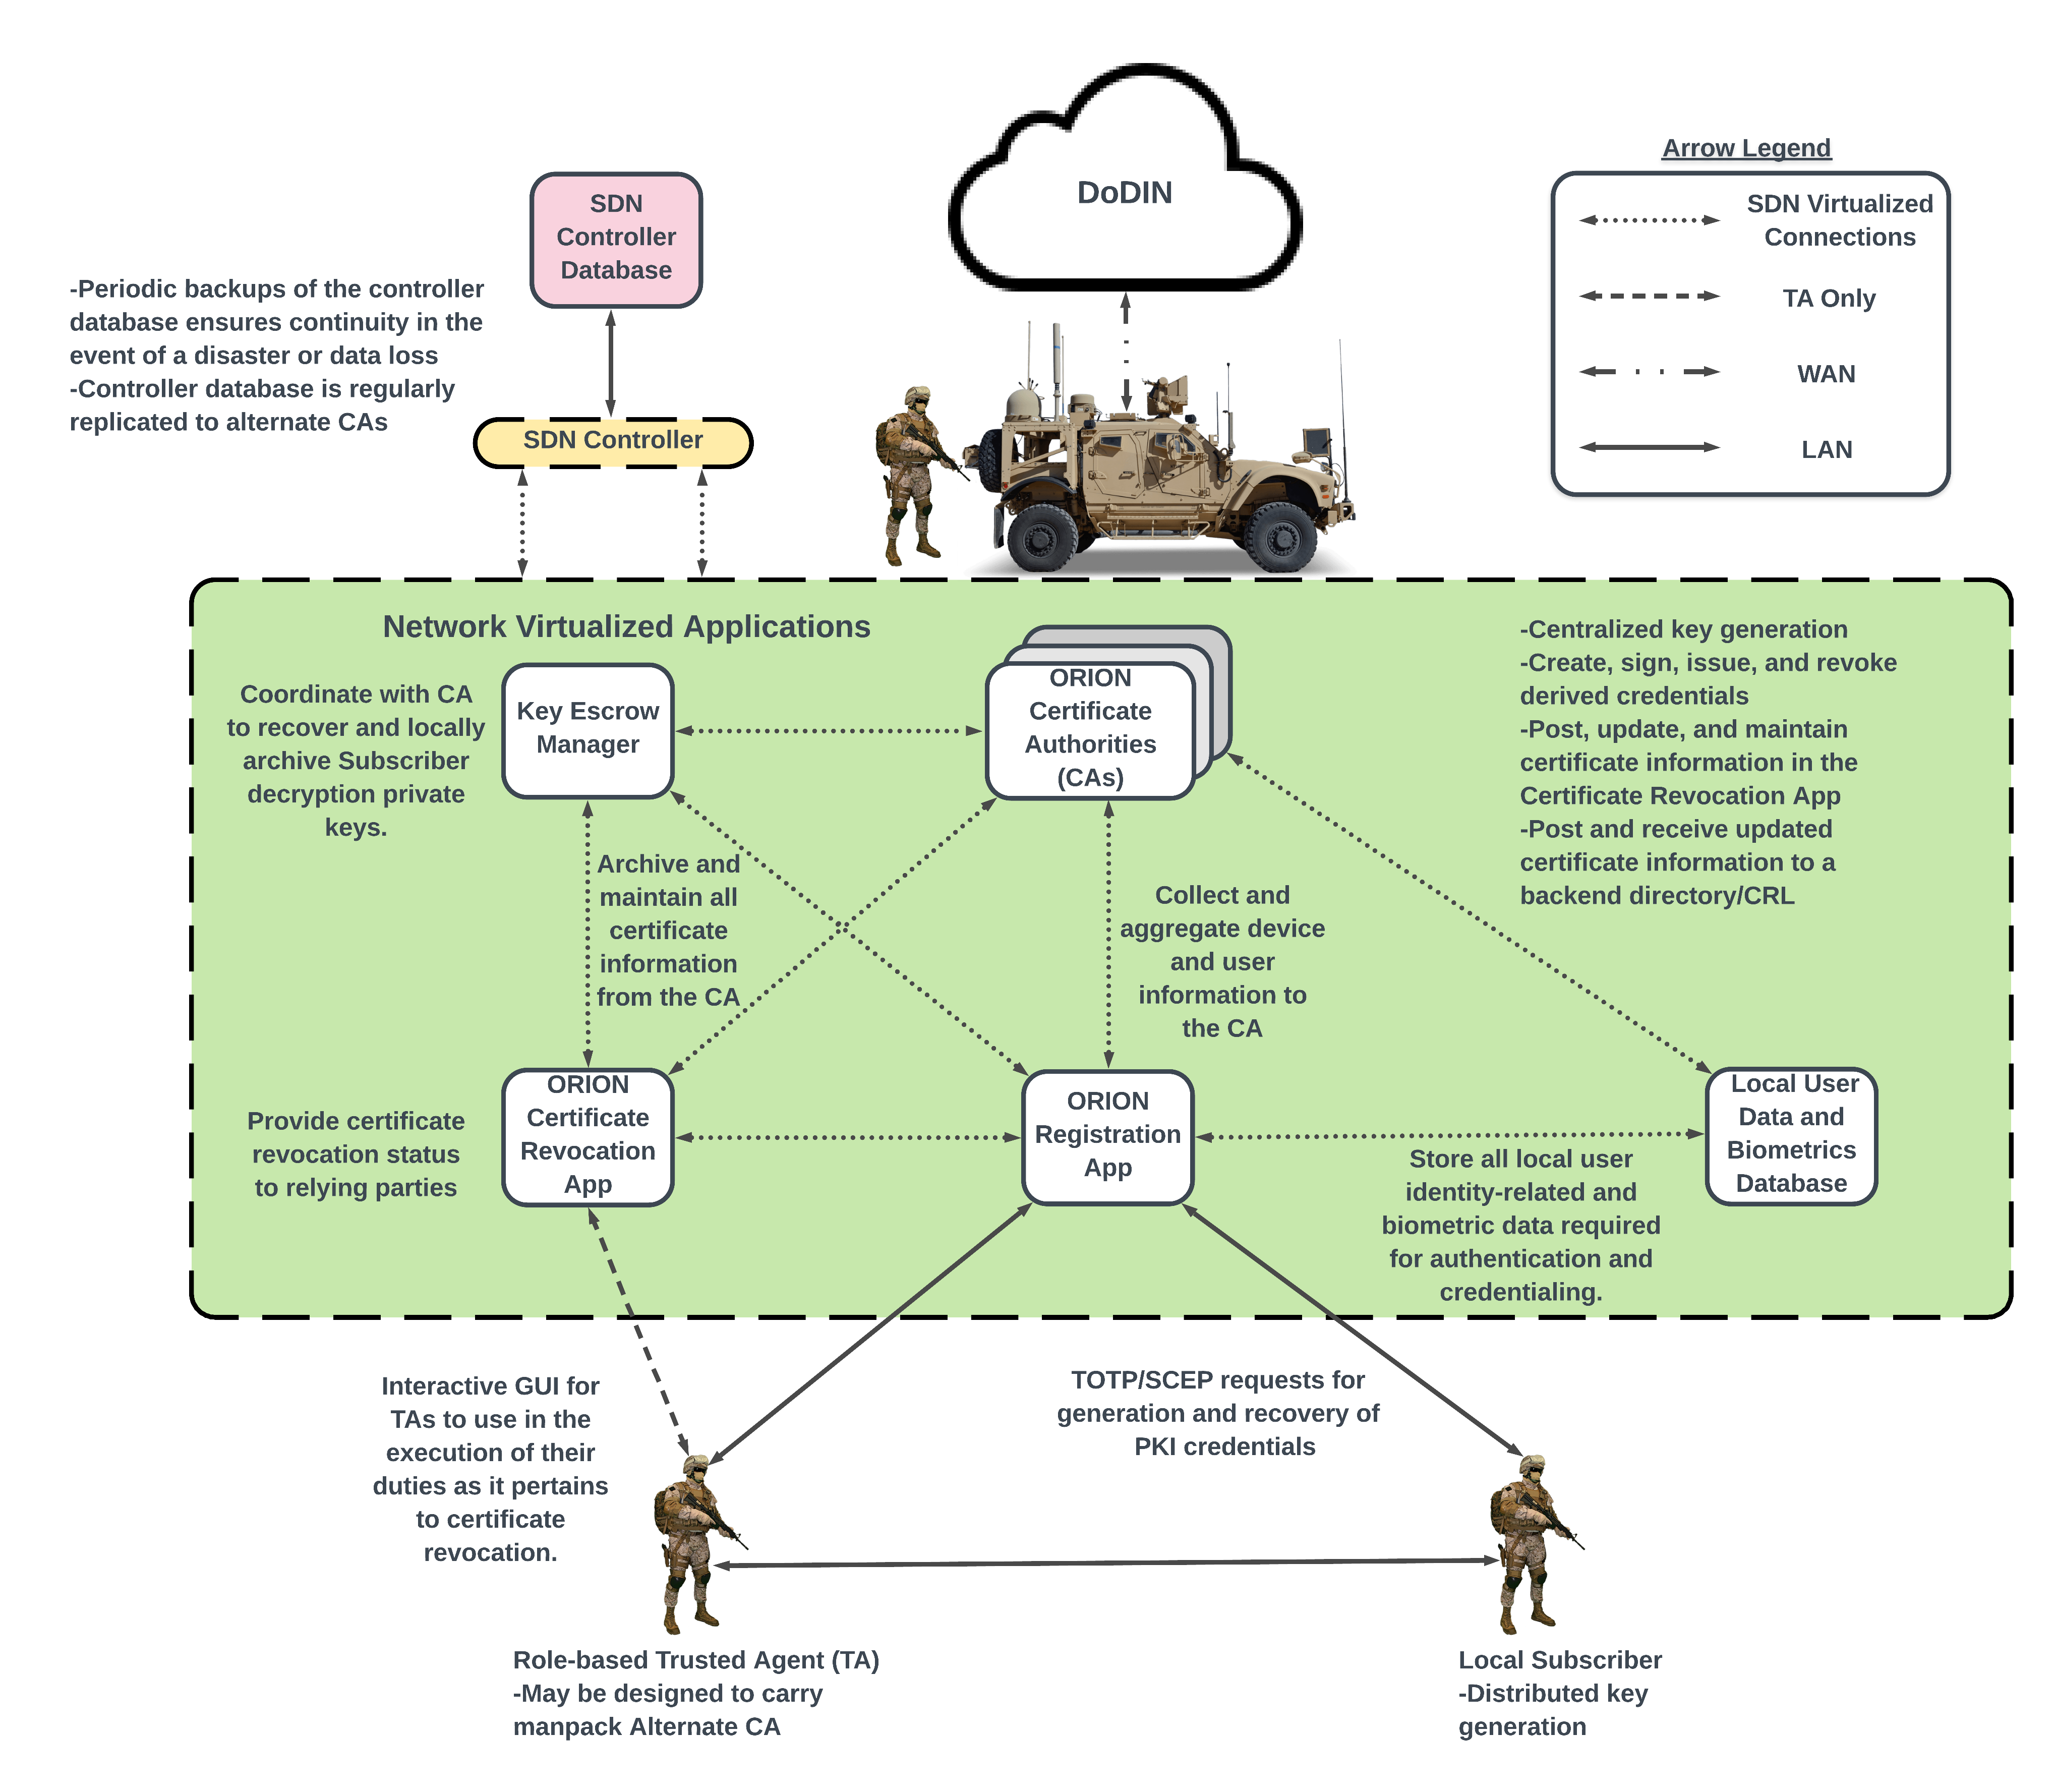 DoDIN
Arrow Legend
SDN Virtualized
Connections
TA Only
WAN
LAN
SDN
Controller
Database
-Periodic backups of the controller
database ensures continuity in the
event of a disaster or data loss
-Controller database is regularly
replicated to alternate CAs
SDN Controller
Network Virtualized Applications
Coordinate with CA
to recover and locally
archive Subscriber
decryption private
keys.
Key Escrow
Manager
ORION
Certificate
Authorities
(CAs)
-Centralized key generation
-Create, sign, issue, and revoke
derived credentials
-Post, update, and maintain
certificate information in the
Certificate Revocation App
-Post and receive updated
certificate information to a
backend directory/CRL
Archive and
maintain all
certificate
information
from the CA
Collect and
aggregate device
and user
information to
the CA
Provide certificate
revocation status
to relying parties
ORION
Certificate
Revocation
App
ORION
Registration
App
Local User
Data and
Biometrics
Database
Store all local user
identity-related and
biometric data required
for authentication and
credentialing.
Interactive GUI for
TAs to use in the
execution of their
duties as it pertains
to certificate
revocation.
TOTP/SCEP requests for
generation and recovery of
PKI credentials
Role-based Trusted Agent (TA)
-May be designed to carry
manpack Alternate CA
Local Subscriber
-Distributed key
generation